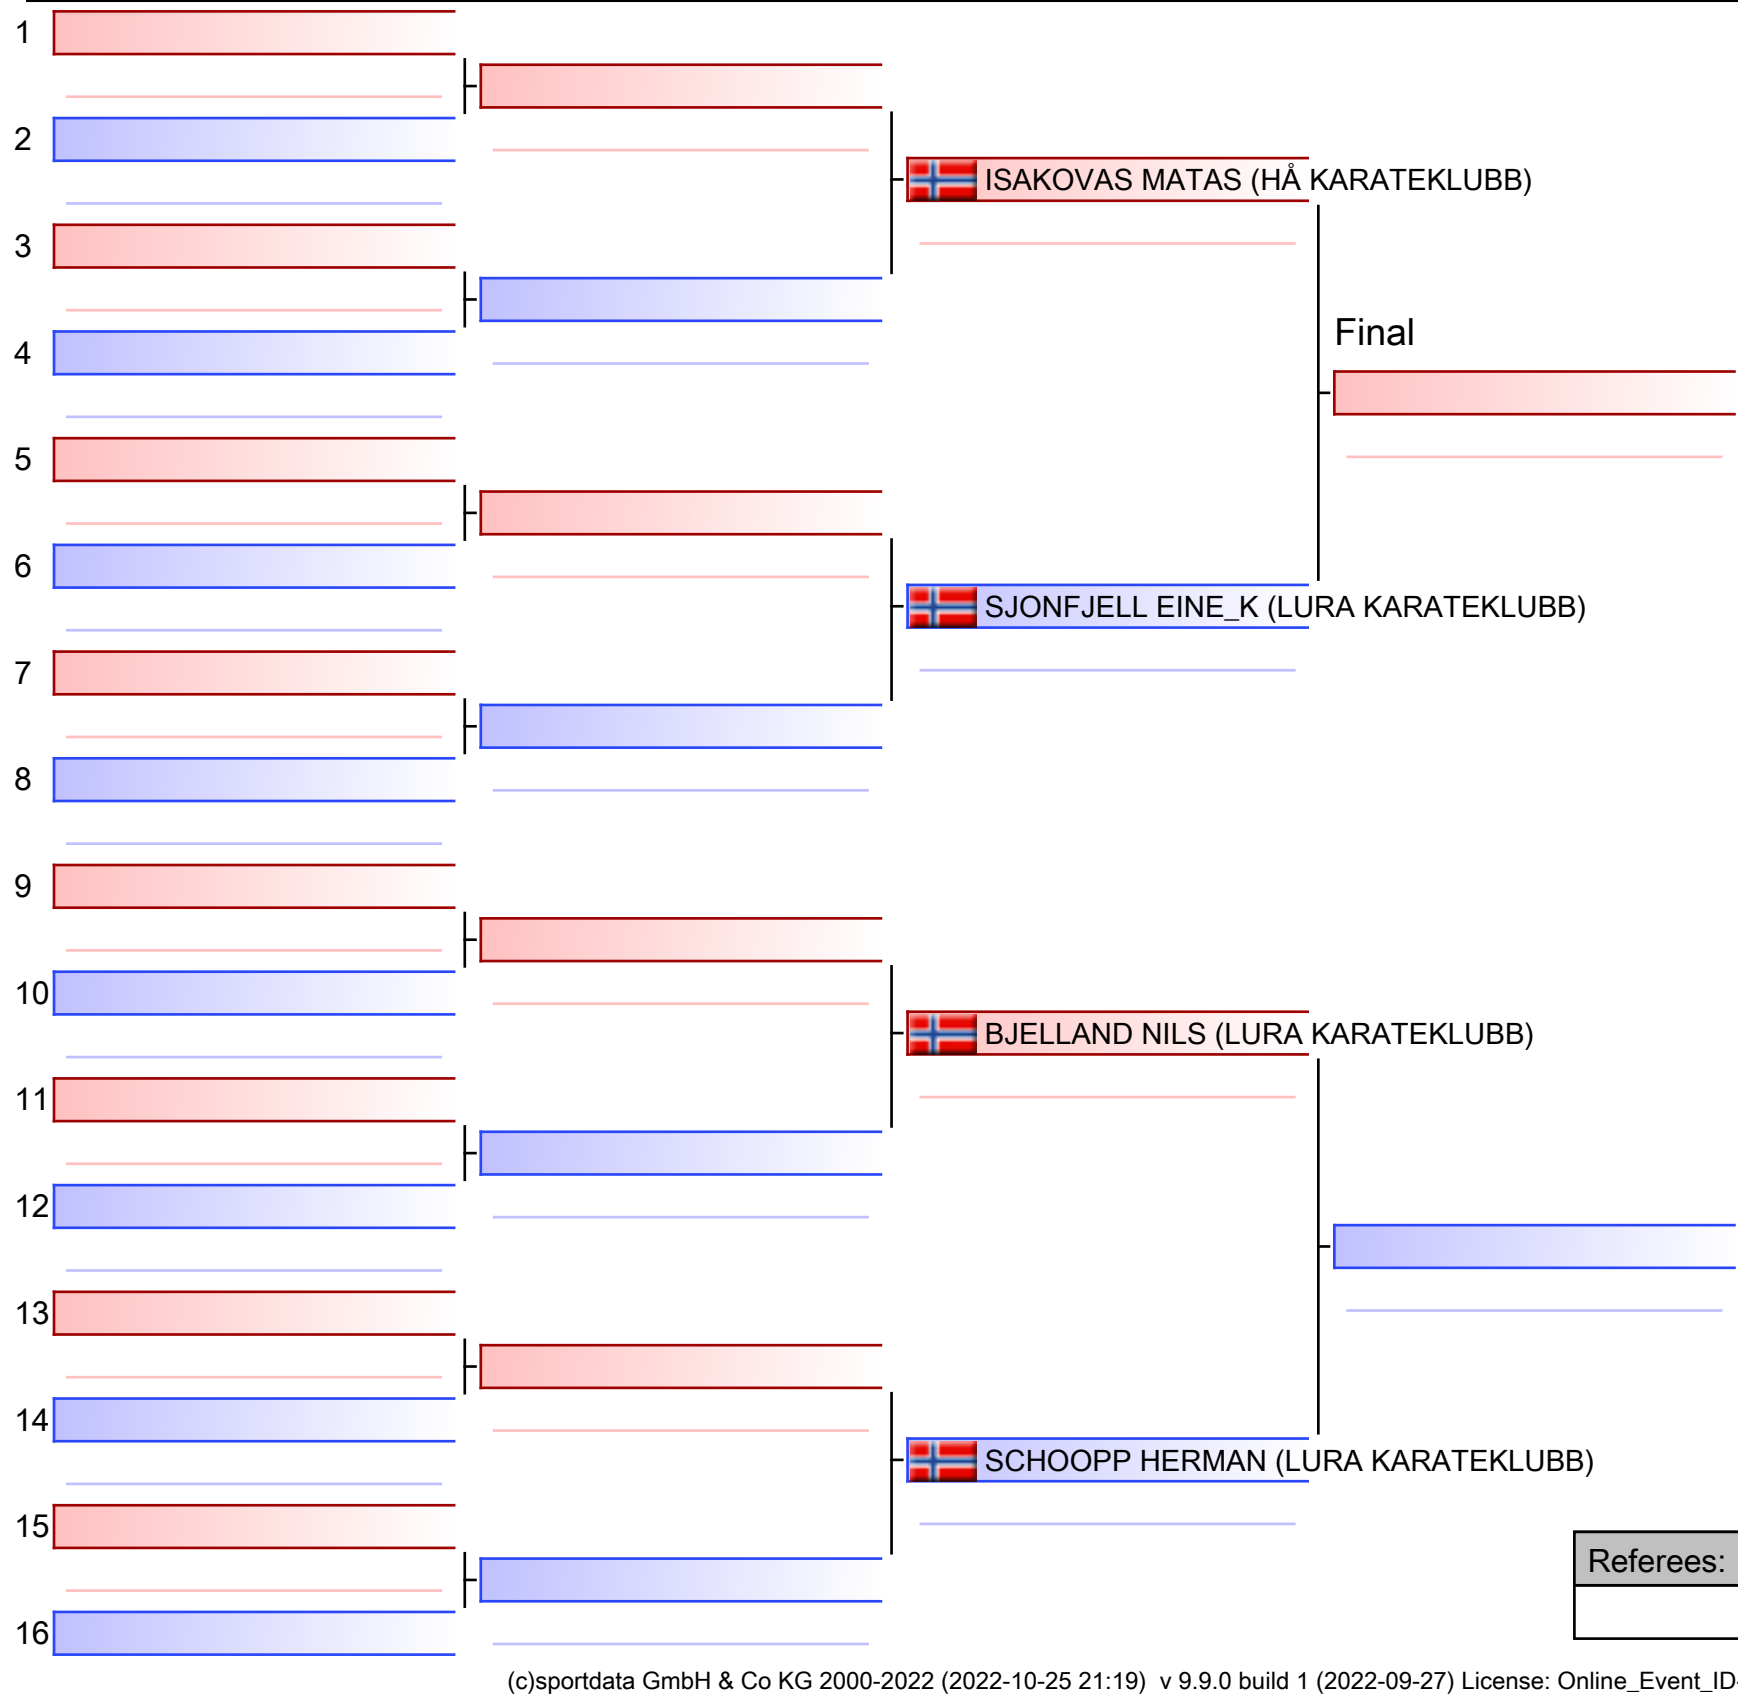 1
2
ISAKOVAS MATAS (HÅ KARATEKLUBB)
3
Final
4
5
6
SJONFJELL EINE_K (LURA KARATEKLUBB)
7
8
9
10
BJELLAND NILS (LURA KARATEKLUBB)
11
12
13
14
SCHOOPP HERMAN (LURA KARATEKLUBB)
15
Referees:
16
(c)sportdata GmbH & Co KG 2000-2022 (2022-10-25 21:19) v 9.9.0 build 1 (2022-09-27) License: Online_Event_ID-